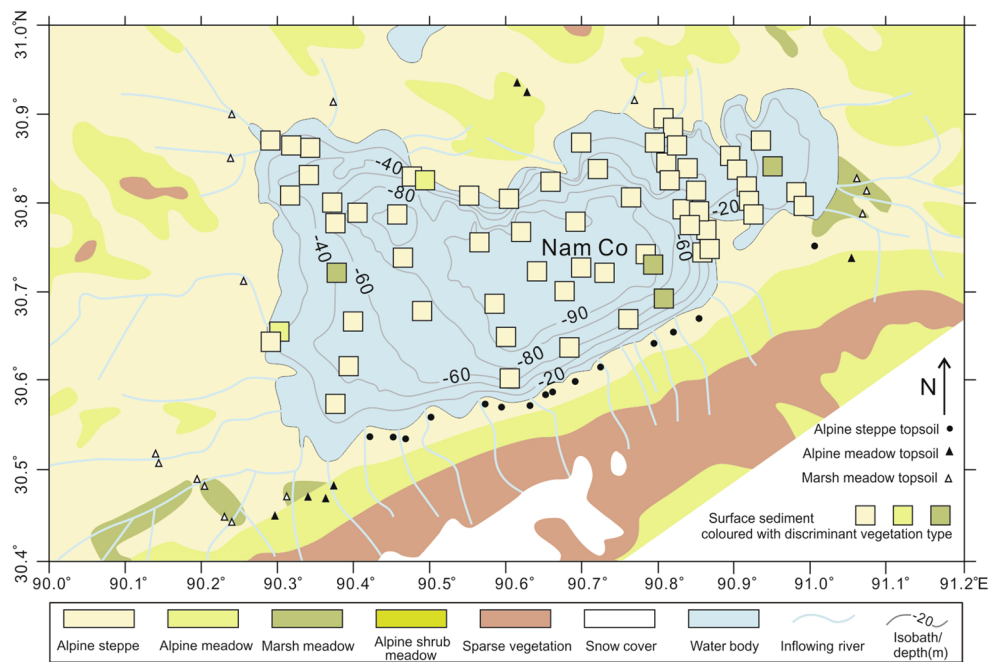 31.0°N
30.9°
30.8°
30.7°
30.6°
30.5°
30.4°
-40
-80
-20
Nam Co
-60
-40
-60
-90
-80
-60
-20
N
Alpine steppe topsoil
Alpine meadow topsoil
Marsh meadow topsoil
Surface sediment
coloured with discriminant vegetation type
90.0° 90.1° 90.2° 90.3° 90.4° 90.5° 90.6° 90.7° 90.8° 90.9° 91.0° 91.1° 91.2°E
-20
Alpine steppe Alpine meadow Marsh meadow Alpine shrub meadow Sparse vegetation Snow cover Water body Inflowing river Isobath/ depth(m)